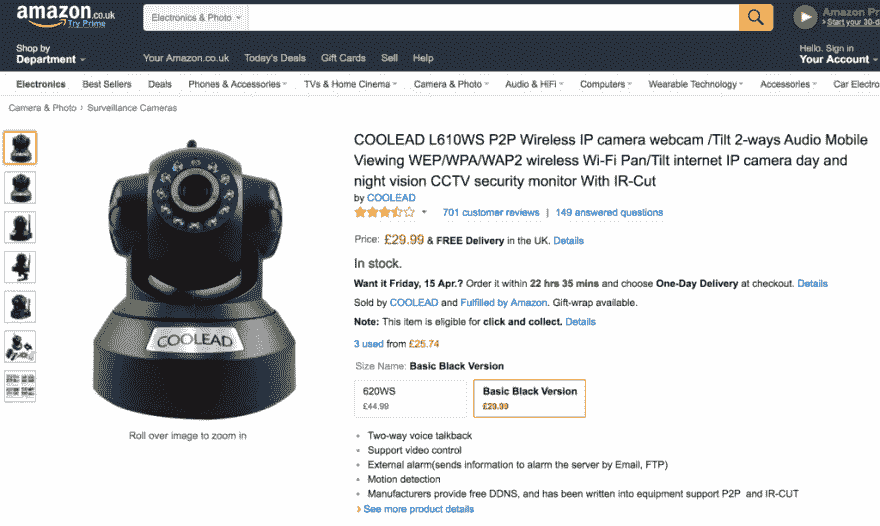 amazon.co.uk
Try Prime
Electronics & Photo
Amazon Pr
Start your 30-d
Shop by
Department
Your Amazon.co.uk Today's Deals Gift Cards Sell Help
Hello. Sign in
Your Account
Electronics Best Sellers Deals Phones & Accessories TVs & Home Cinema Camera & Photo Audio & HiFi Computers Wearable Technology Accessories Car Electro
Camera & Photo › Surveillance Cameras
COOLEAD L610WS P2P Wireless IP camera webcam /Tilt 2-ways Audio Mobile
Viewing WEP/WPA/WAP2 wireless Wi-Fi Pan/Tilt internet IP camera day and
night vision CCTV security monitor With IR-Cut
by COOLEAD
701 customer reviews | 149 answered questions
Price: £29.99 & FREE Delivery in the UK. Details
In stock.
Want it Friday, 15 Apr.? Order it within 22 hrs 35 mins and choose One-Day Delivery at checkout. Details
Sold by COOLEAD and Fulfilled by Amazon. Gift-wrap available.
Note: This item is eligible for click and collect. Details
3 used from £25.74
Size Name: Basic Black Version
620WS
£44.99
Basic Black Version
£29.99
COOLEAD
Roll over image to zoom in
• Two-way voice talkback
• Support video control
• External alarm(sends information to alarm the server by Email, FTP)
• Motion detection
• Manufacturers provide free DDNS, and has been written into equipment support P2P and IR-CUT
› See more product details